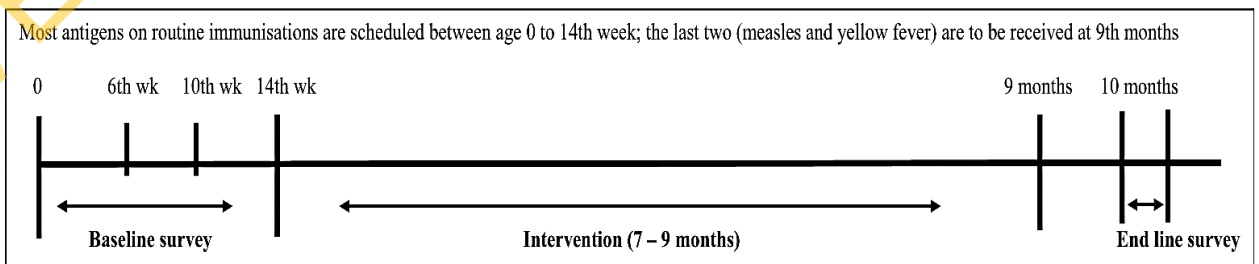 Most antigens on routine immunisations are scheduled between age 0 to 14th week; the last two (measles and yellow fever) are to be received at 9th months
0 6th wk 10th wk 14th wk 9 months 10 months
Baseline survey Intervention (7 – 9 months) End line survey